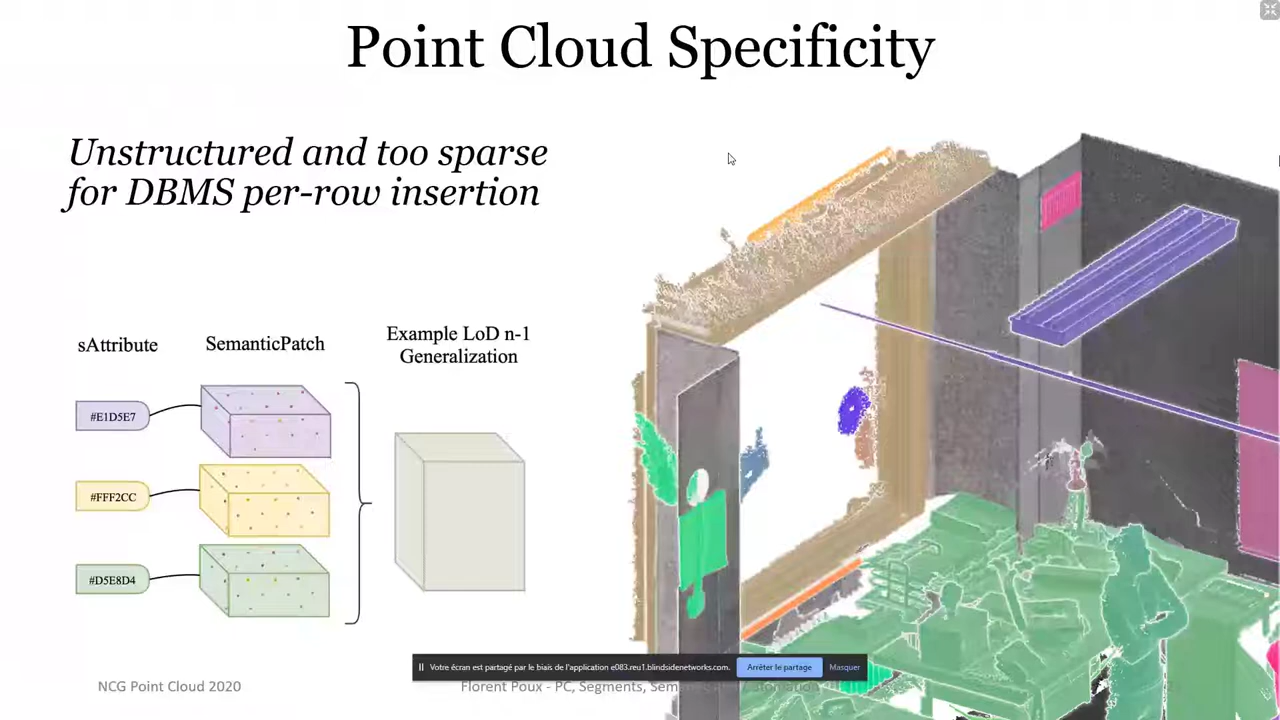 Point Cloud Specificity
Unstructured and too sparse
for DBMS per-row insertion
sAttribute
SemanticPatch
Example LoD n-1
Generalization
#E1D5E7
#FFF2CC
#D5E8D4
Votre écran est partagé par le biais de l'application e083.reu1.blindsidenetworks.com.
Arrêter le partage
Masquer
NCG Point Cloud 2020
Florent Poux - PC, Segments,